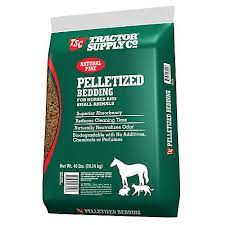 TSC
TRACTOR
SUPPLY CO
NATURAL
PINE
PELLETIZED
BEDDING
FOR HORSES AND
SMALL ANIMALS
Superior Absorbency
Reduces Cleaning Time
Naturally Neutralizes Odor
Biodegradable with No Additives,
Chemicals or Perfumes
Net Wt. 40 lbs. (18.14 kg)
PELLETIZED BEDDING